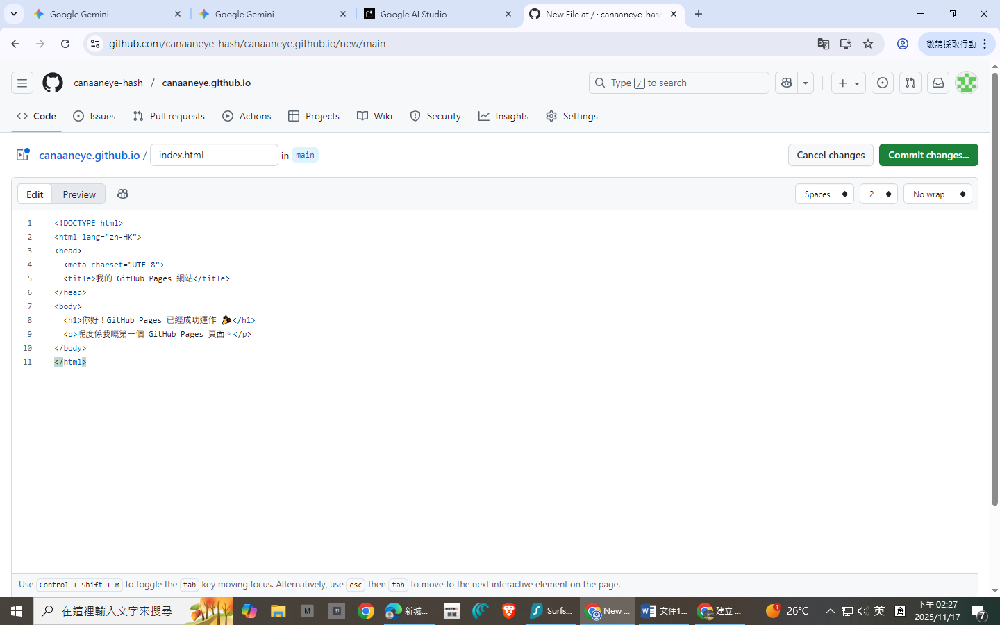 Google Gemini
Google Gemini
Google AI Studio
New File at / · canaaneye-hash
github.com/canaaneye-hash/canaaneye.github.io/new/main
敬請採取行動
canaaneye-hash / canaaneye.github.io
Type / to search
Code
Issues
Pull requests
Actions
Projects
Wiki
Security
Insights
Settings
canaaneye.github.io / index.html in main
Cancel changes
Commit changes...
Edit
Preview
Spaces
2
No wrap
1 <!DOCTYPE html>
2 <html lang="zh-HK">
3 <head>
4 <meta charset="UTF-8">
5 <title>我的 GitHub Pages 網站</title>
6 </head>
7 <body>
8 <h1>你好！GitHub Pages 已經成功運作 🎉</h1>
9 <p>呢度係我嘅第一個 GitHub Pages 頁面。</p>
10 </body>
11 </html>
Use Control + Shift + m to toggle the tab key moving focus. Alternatively, use esc then tab to move to the next interactive element on the page.
在這裡輸入文字來搜尋
新城...
Surfs...
New ...
文件1...
建立 ...
1
26°C
英
倉
下午 02:27
2025/11/17
7